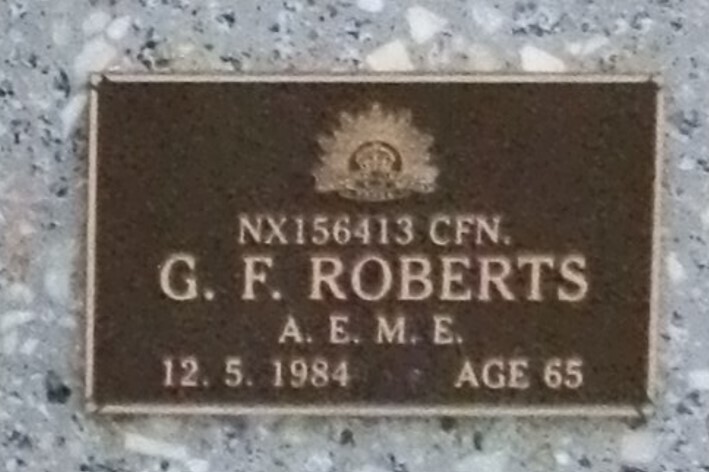 NX156413 CFN.
G. F. ROBERTS
A. E. M. E.
12. 5. 1984 AGE 65